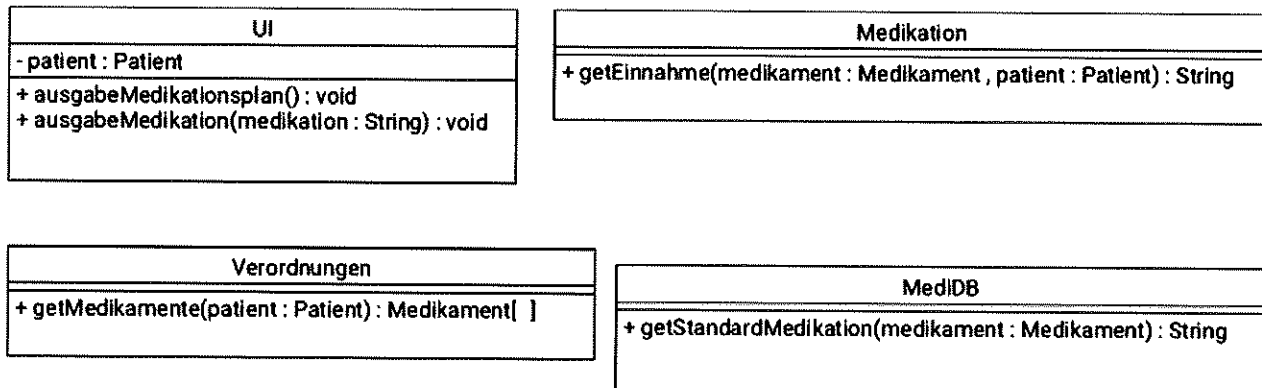 UI
- patient : Patient
+ ausgabeMedikationsplan() : void
+ ausgabeMedikation(medikation : String) : void
Medikation
+ getEinnahme(medikament : Medikament , patient : Patient) : String
Verordnungen
+ getMedikamente(patient : Patient) : Medikament[ ]
MediDB
+ getStandardMedikation(medikament : Medikament) : String